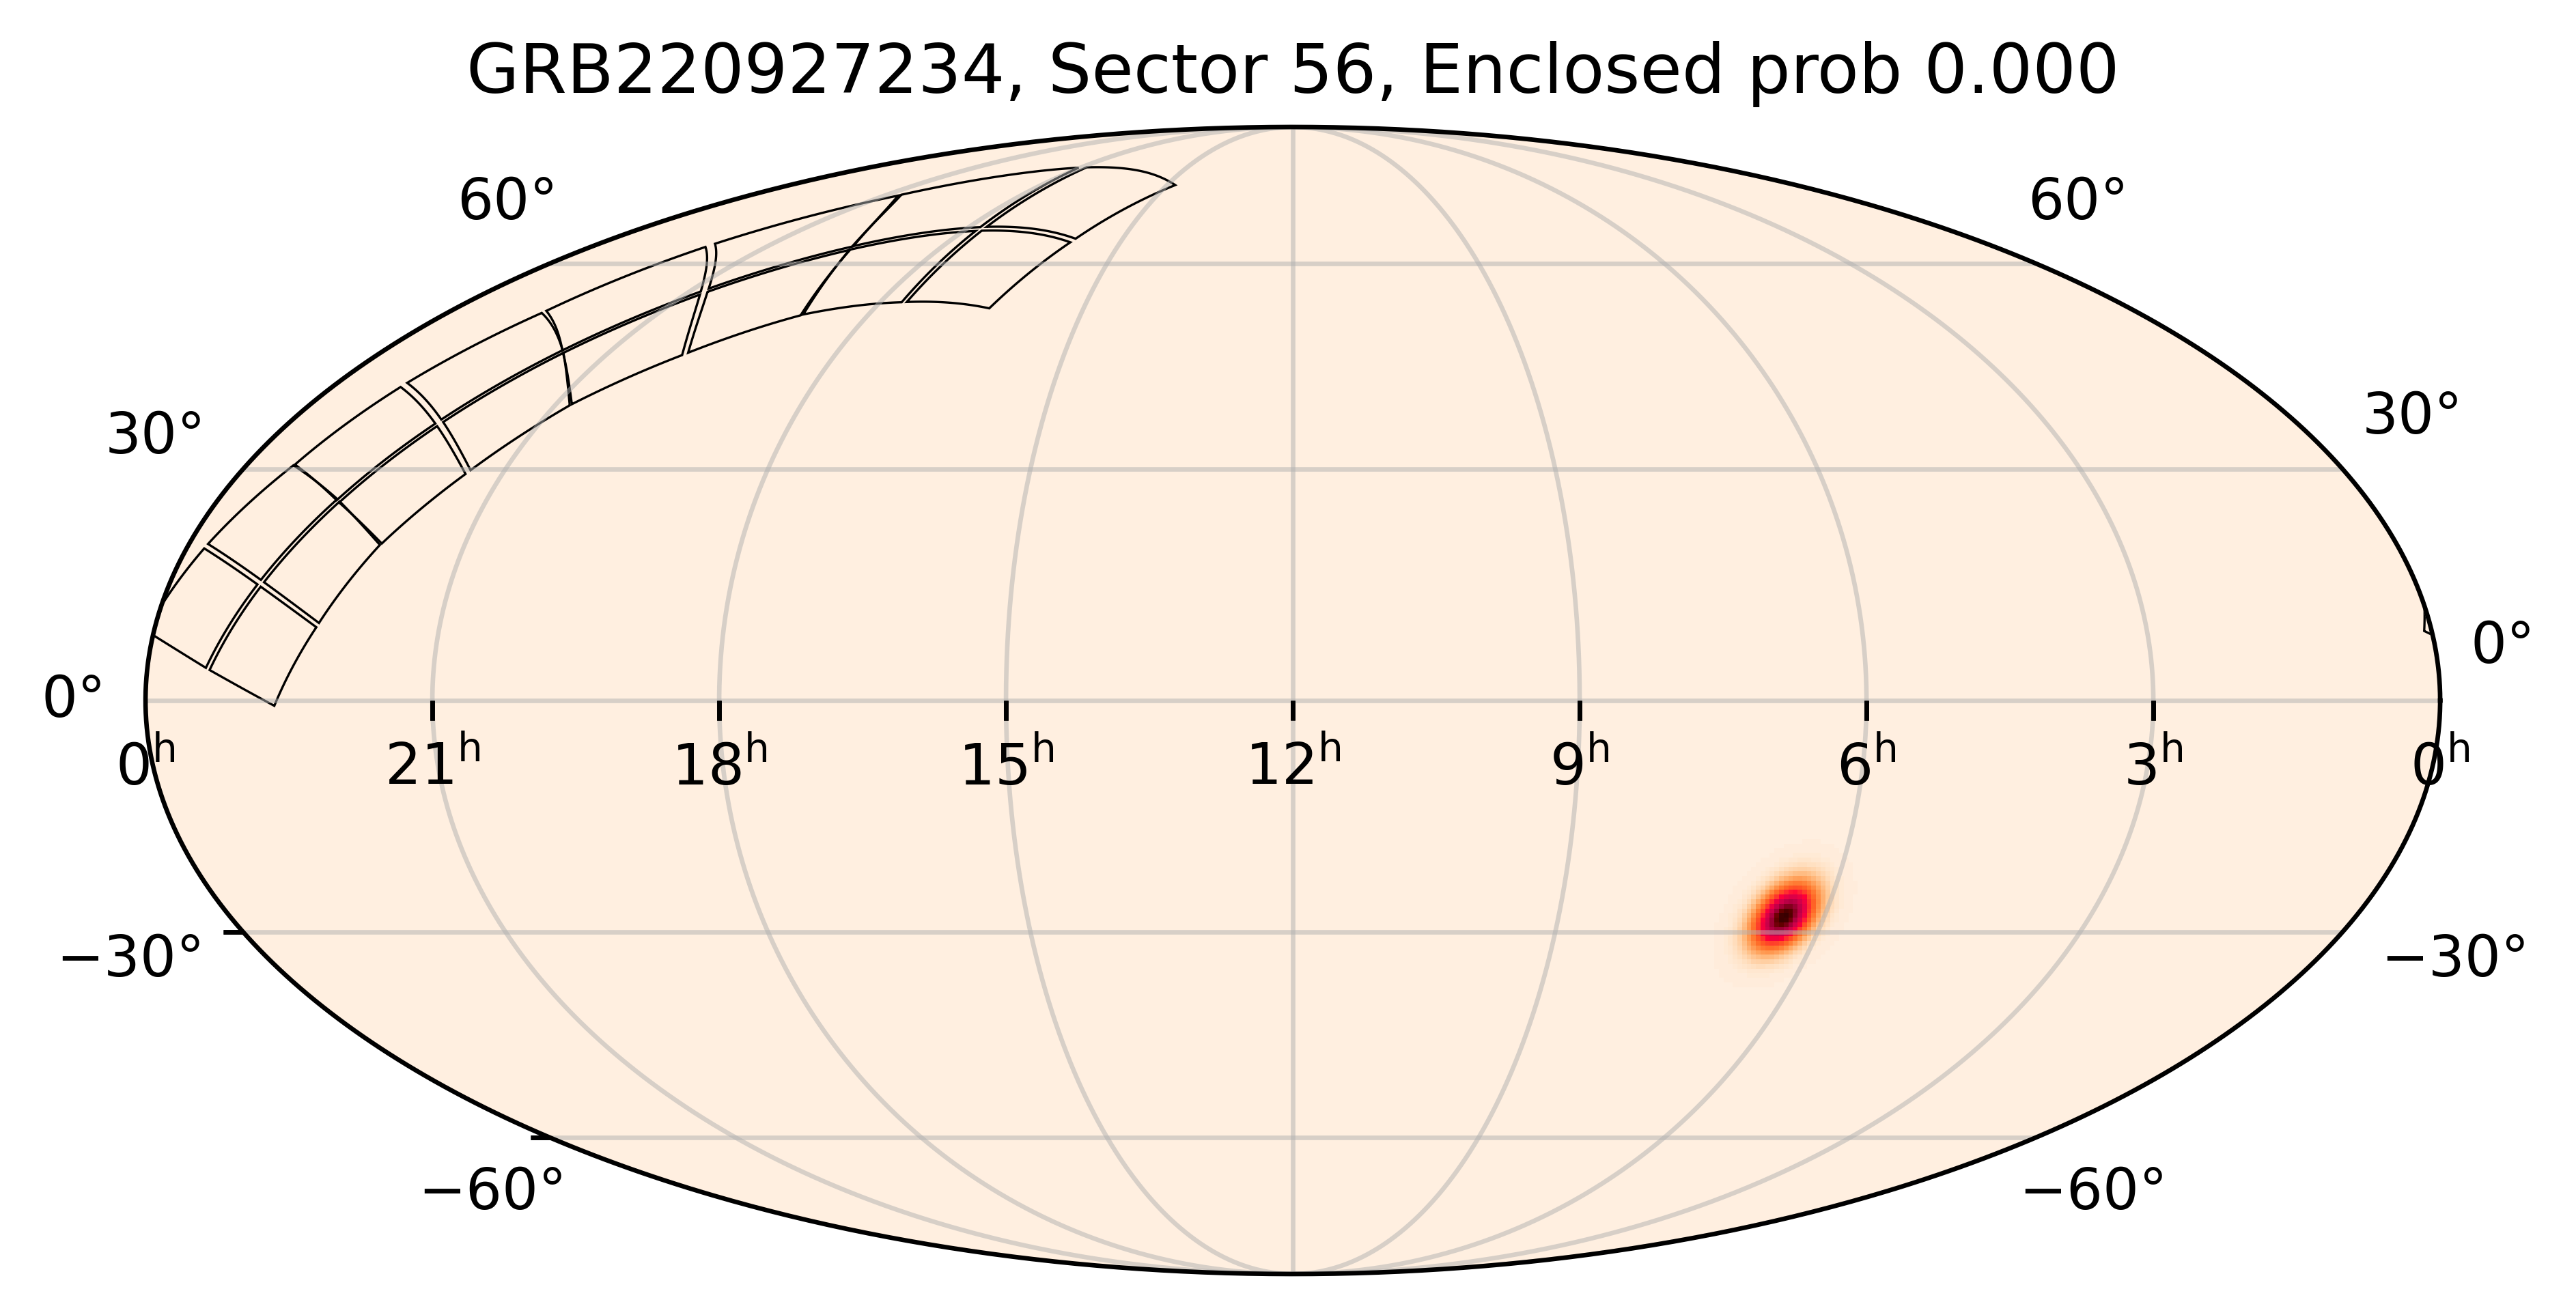 GRB220927234, Sector 56, Enclosed prob 0.000
60° 60°
30° 30°
0° 0°
0h 21h 18h 15h 12h 9h 6h 3h 0h
−30° −30°
−60° −60°